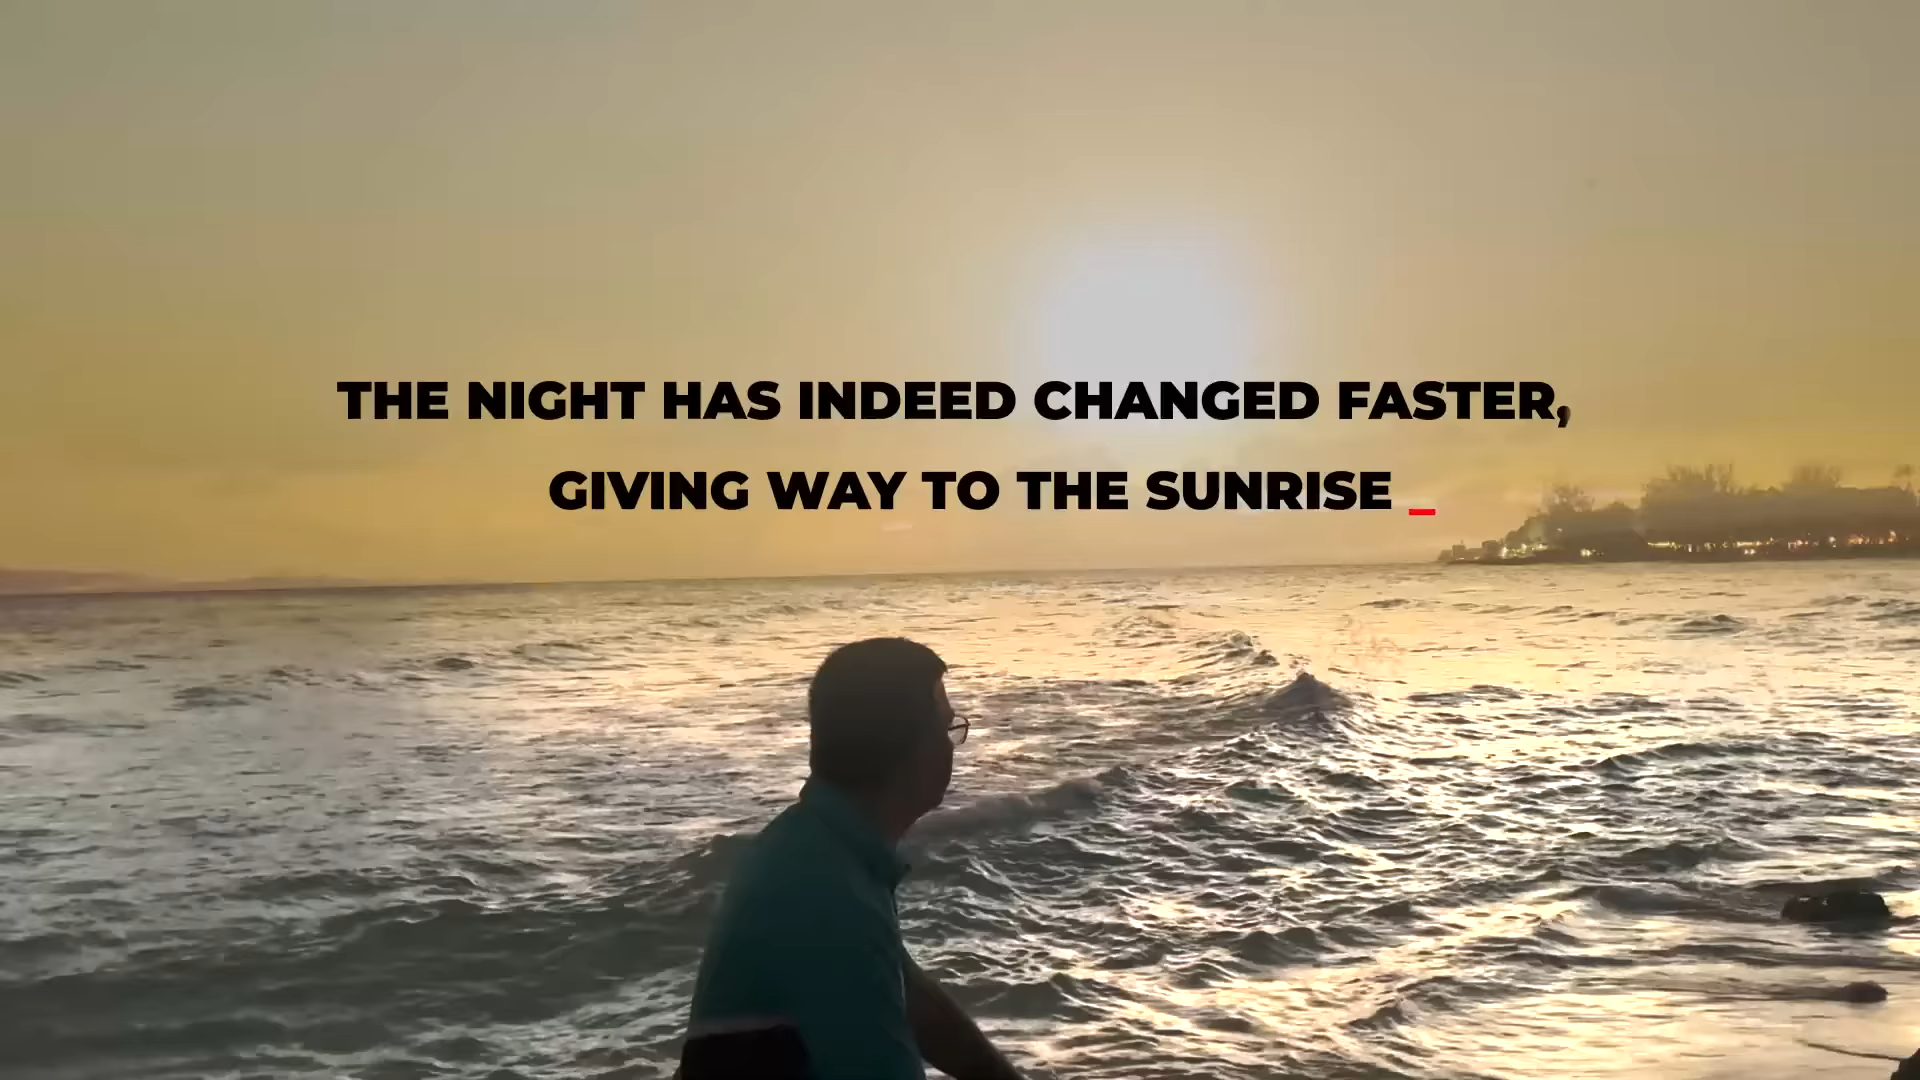 THE NIGHT HAS INDEED CHANGED FASTER,
GIVING WAY TO THE SUNRISE _